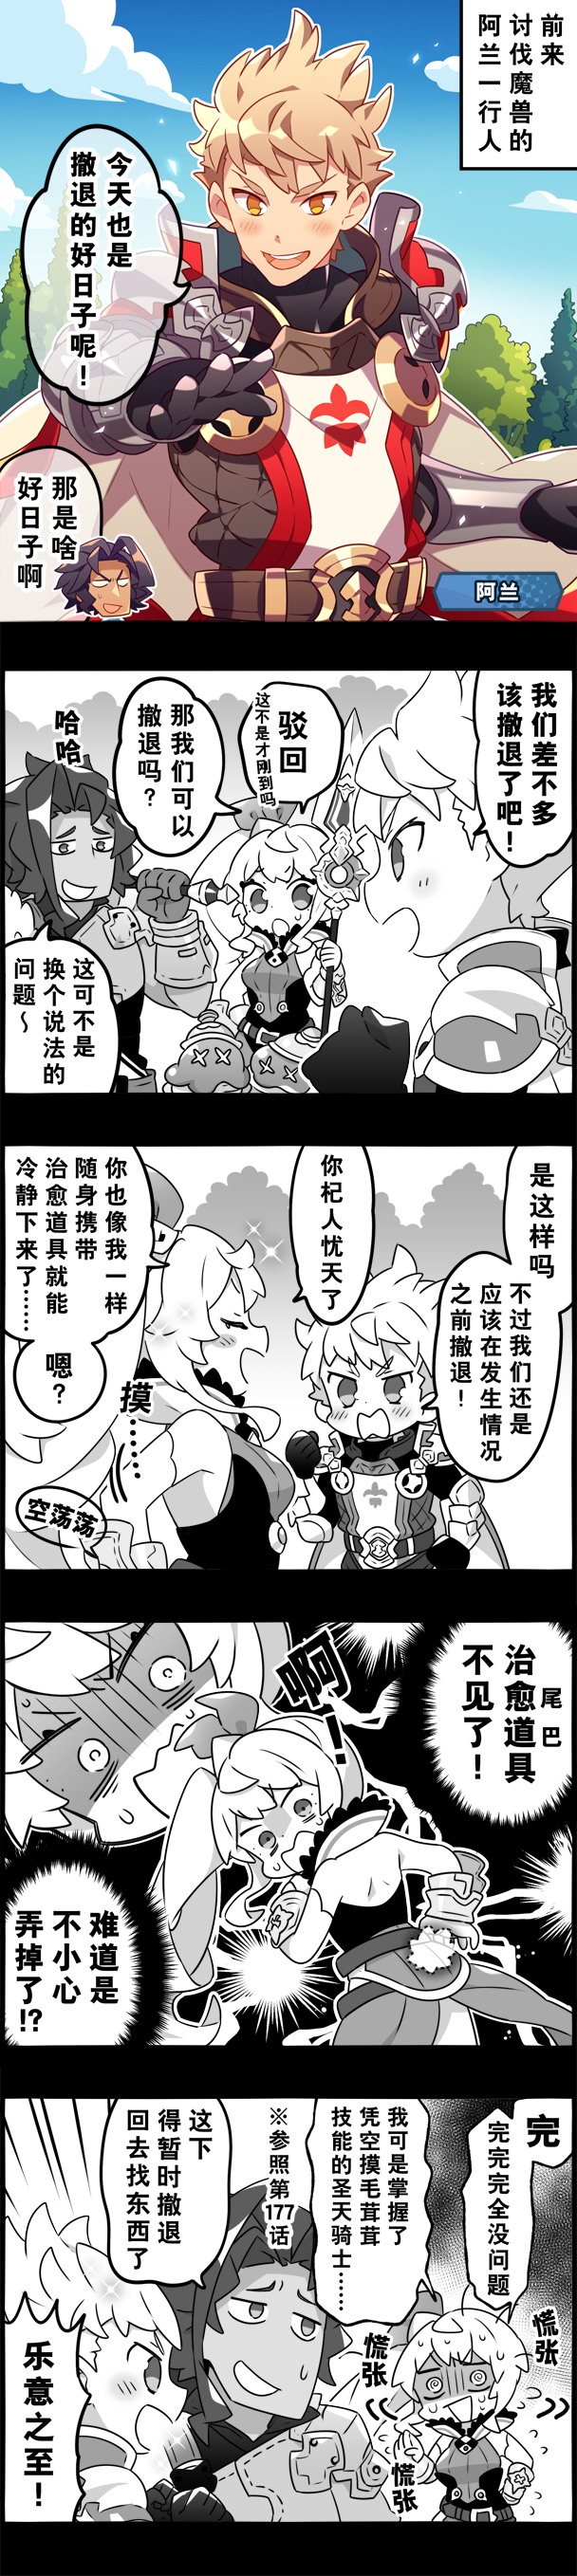 前来
讨伐魔兽的
阿兰一行人
今天也是
撤退的好日子呢！
那是啥
好日子啊
阿兰
我们差不多
该撤退了吧！
驳回
这不是才刚到吗
那我们可以
撤退吗？
哈哈
这可不是
换个说法的
问题～
是这样吗
不过我们还是
应该在发生情况
之前撤退！
你杞人忧天了
你也像我一样
随身携带
治愈道具就能
冷静下来了……
嗯？
摸……
空荡荡
尾巴
治愈道具
不见了！
啊！
难道是
不小心
弄掉了!?
完
完完完全没问题
我可是掌握了
凭空摸毛茸茸
技能的圣天骑士……
※参照第177话
慌张
慌张
慌张
这下
得暂时撤退
回去找东西了
乐意之至！